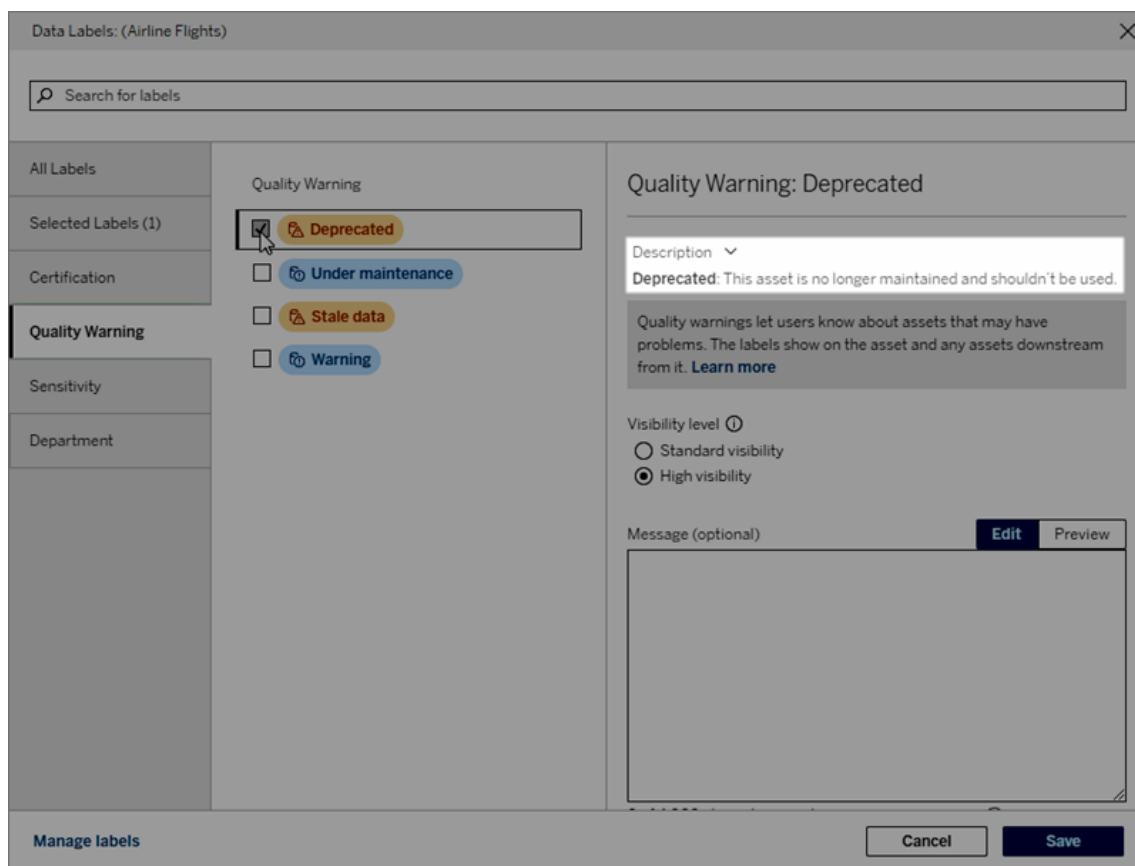 Data Labels: (Airline Flights)
Search for labels
All Labels
Selected Labels (1)
Certification
Quality Warning
Sensitivity
Department
Quality Warning
Deprecated
Under maintenance
Stale data
Warning
Quality Warning: Deprecated
Description
Deprecated: This asset is no longer maintained and shouldn't be used.
Quality warnings let users know about assets that may have
problems. The labels show on the asset and any assets downstream
from it. Learn more
Visibility level
Standard visibility
High visibility
Message (optional)
Edit
Preview
Manage labels
Cancel
Save